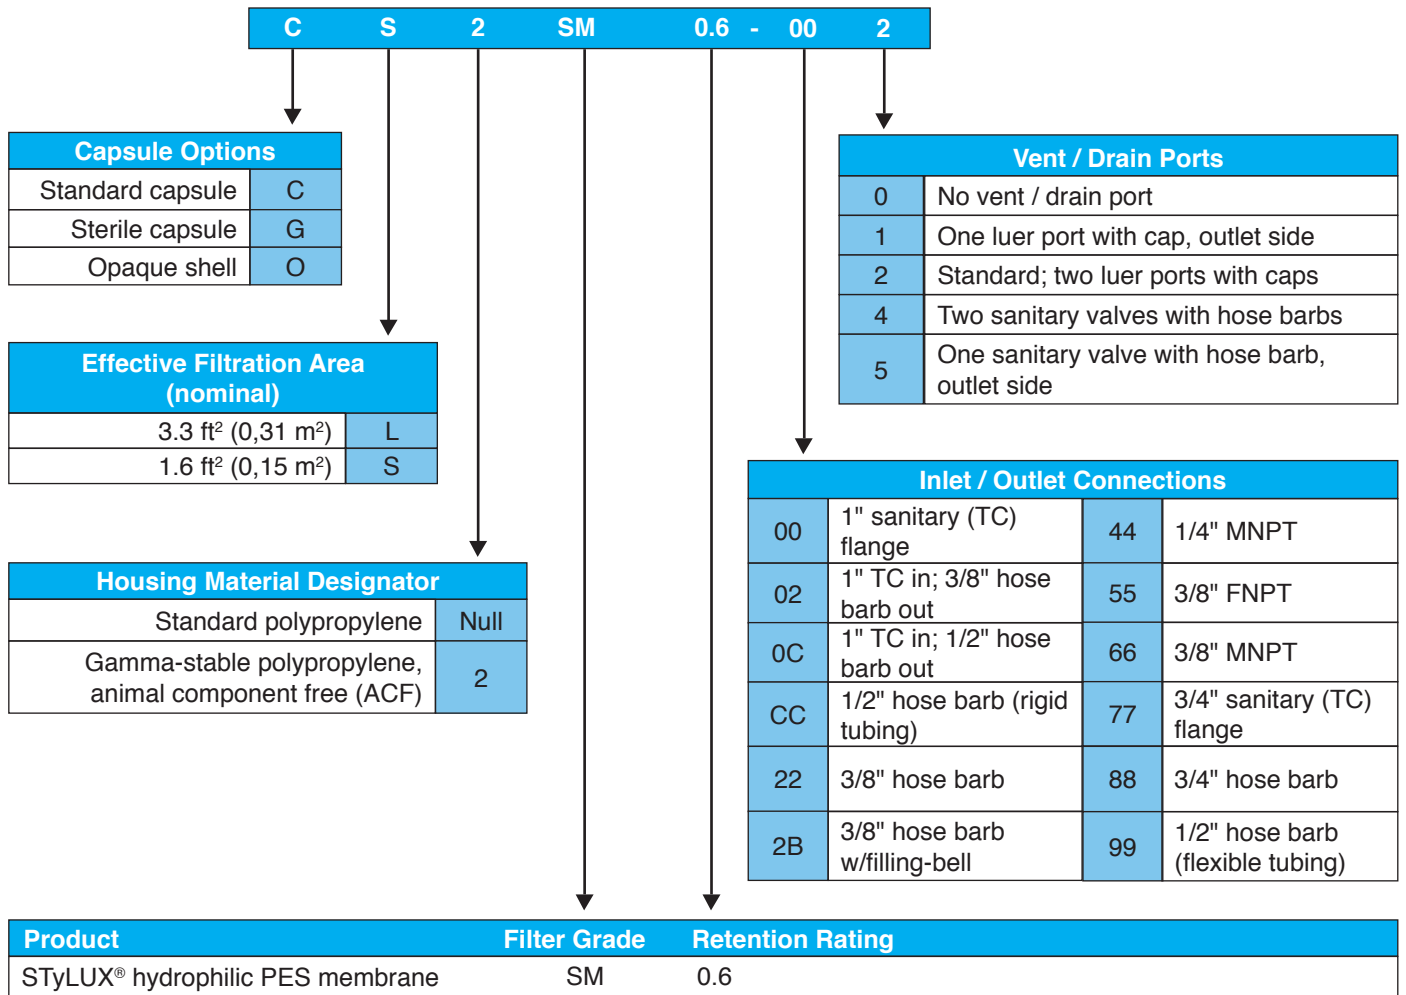 C S 2 SM 0.6 - 00 2
Capsule Options
Standard capsule C
Sterile capsule G
Opaque shell O
Effective Filtration Area
(nominal)
3.3 ft² (0,31 m²) L
1.6 ft² (0,15 m²) S
Housing Material Designator
Standard polypropylene Null
Gamma-stable polypropylene,
animal component free (ACF) 2
Vent / Drain Ports
0 No vent / drain port
1 One luer port with cap, outlet side
2 Standard; two luer ports with caps
4 Two sanitary valves with hose barbs
5 One sanitary valve with hose barb,
outlet side
Inlet / Outlet Connections
00 1" sanitary (TC)
flange
44 1/4" MNPT
02 1" TC in; 3/8" hose
barb out
55 3/8" FNPT
0C 1" TC in; 1/2" hose
barb out
66 3/8" MNPT
CC 1/2" hose barb (rigid
tubing)
77 3/4" sanitary (TC)
flange
22 3/8" hose barb
88 3/4" hose barb
2B 3/8" hose barb
w/filling-bell
99 1/2" hose barb
(flexible tubing)
Product Filter Grade Retention Rating
STyLUX® hydrophilic PES membrane SM 0.6